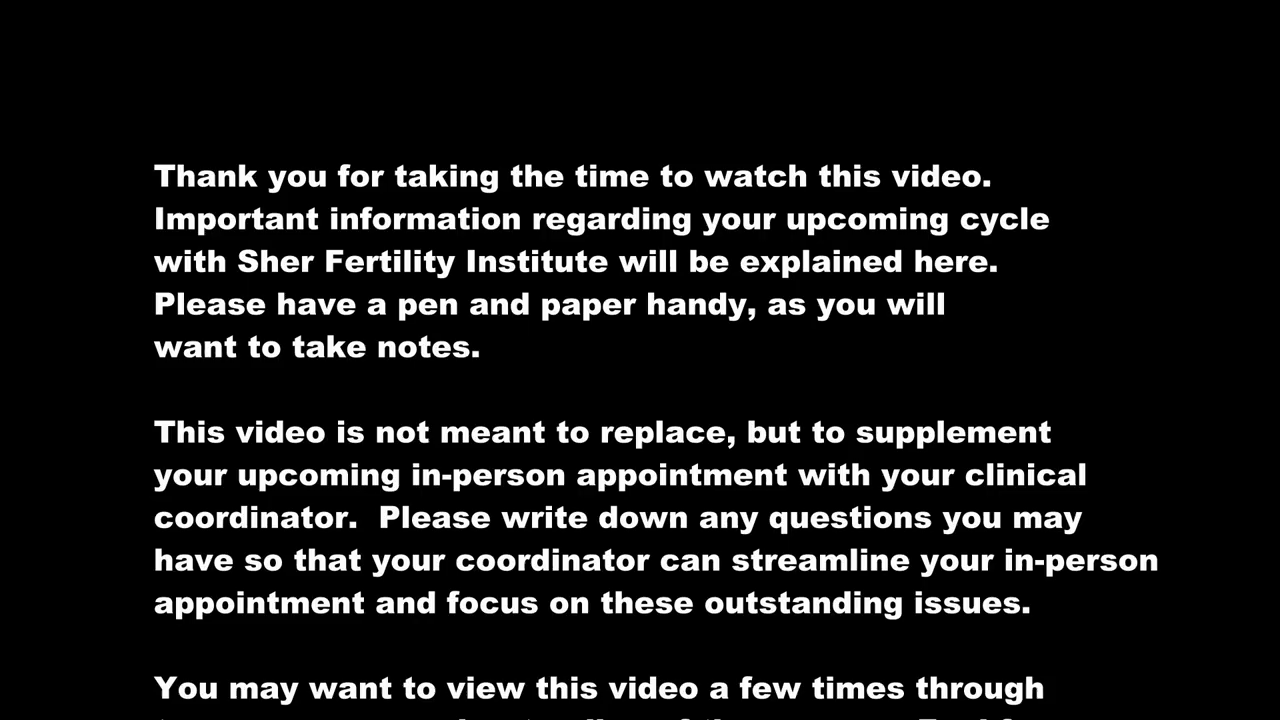 Thank you for taking the time to watch this video.
Important information regarding your upcoming cycle
with Sher Fertility Institute will be explained here.
Please have a pen and paper handy, as you will
want to take notes.
This video is not meant to replace, but to supplement
your upcoming in-person appointment with your clinical
coordinator.  Please write down any questions you may
have so that your coordinator can streamline your in-person
appointment and focus on these outstanding issues.
You may want to view this video a few times through